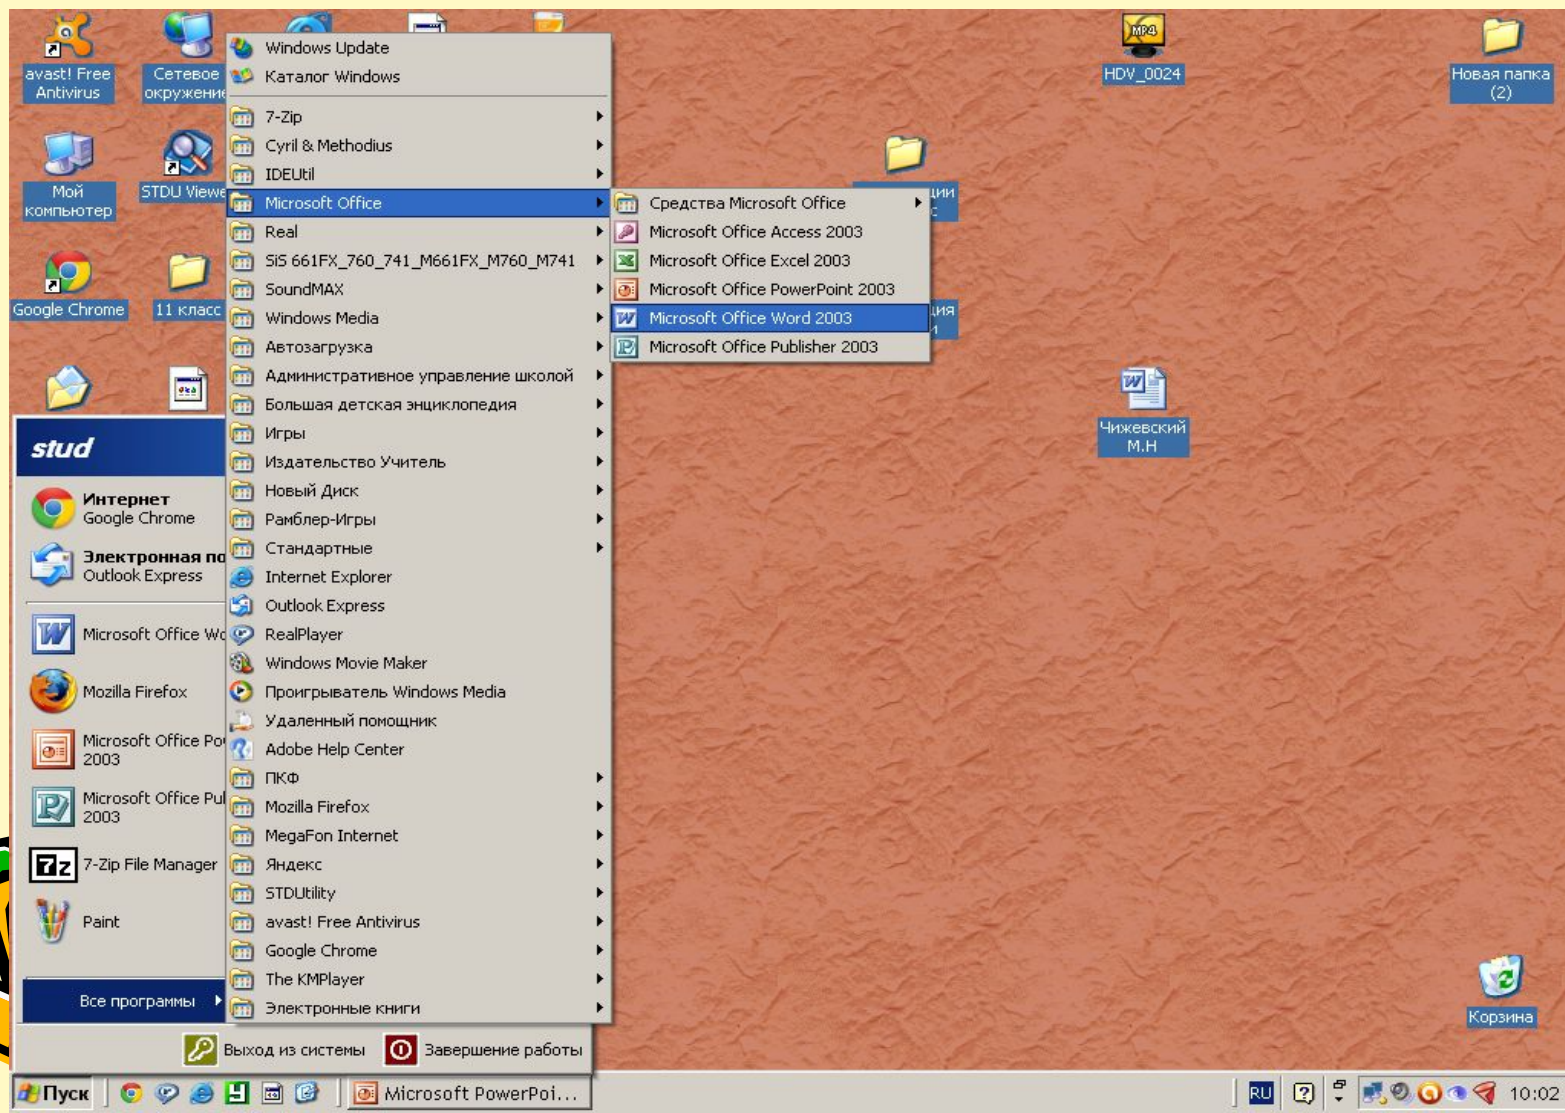 avast! Free
Antivirus
Сетевое
окружение
MP4
HDV_0024
Новая папка
(2)
Мой
компьютер
STDU Viewe
Google Chrome
11 класс
Чижевский
М.Н
Корзина
Windows Update
Каталог Windows
7-Zip
Cyril & Methodius
IDEUtil
Microsoft Office
Real
SiS 661FX_760_741_M661FX_M760_M741
SoundMAX
Windows Media
Автозагрузка
Административное управление школой
Большая детская энциклопедия
Игры
Издательство Учитель
Новый Диск
Рамблер-Игры
Стандартные
Internet Explorer
Outlook Express
RealPlayer
Windows Movie Maker
Проигрыватель Windows Media
Удаленный помощник
Adobe Help Center
ПКФ
Mozilla Firefox
MegaFon Internet
Яндекс
STDUtility
avast! Free Antivirus
Google Chrome
The KMPlayer
Электронные книги
Средства Microsoft Office
Microsoft Office Access 2003
Microsoft Office Excel 2003
Microsoft Office PowerPoint 2003
Microsoft Office Word 2003
Microsoft Office Publisher 2003
stud
Интернет
Google Chrome
Электронная по
Outlook Express
Microsoft Office Wo
Mozilla Firefox
Microsoft Office Po
2003
Microsoft Office Pul
2003
7-Zip File Manager
Paint
Все программы
Выход из системы
Завершение работы
Пуск
Microsoft PowerPoi...
RU
10:02